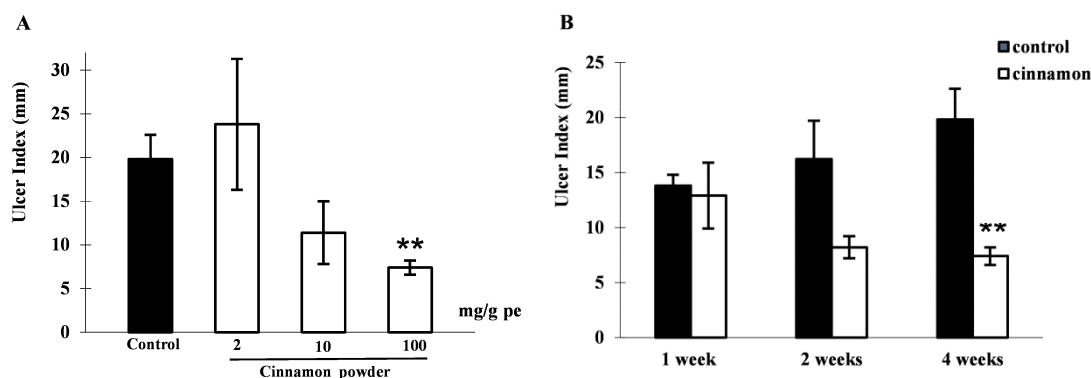 A
Ulcer Index (mm)
30
25
20
15
10
5
0
**
mg/g pe
Control 2 10 100
Cinnamon powder
B
control
cinnamon
Ulcer Index (mm)
25
20
15
10
5
0
**
1 week 2 weeks 4 weeks